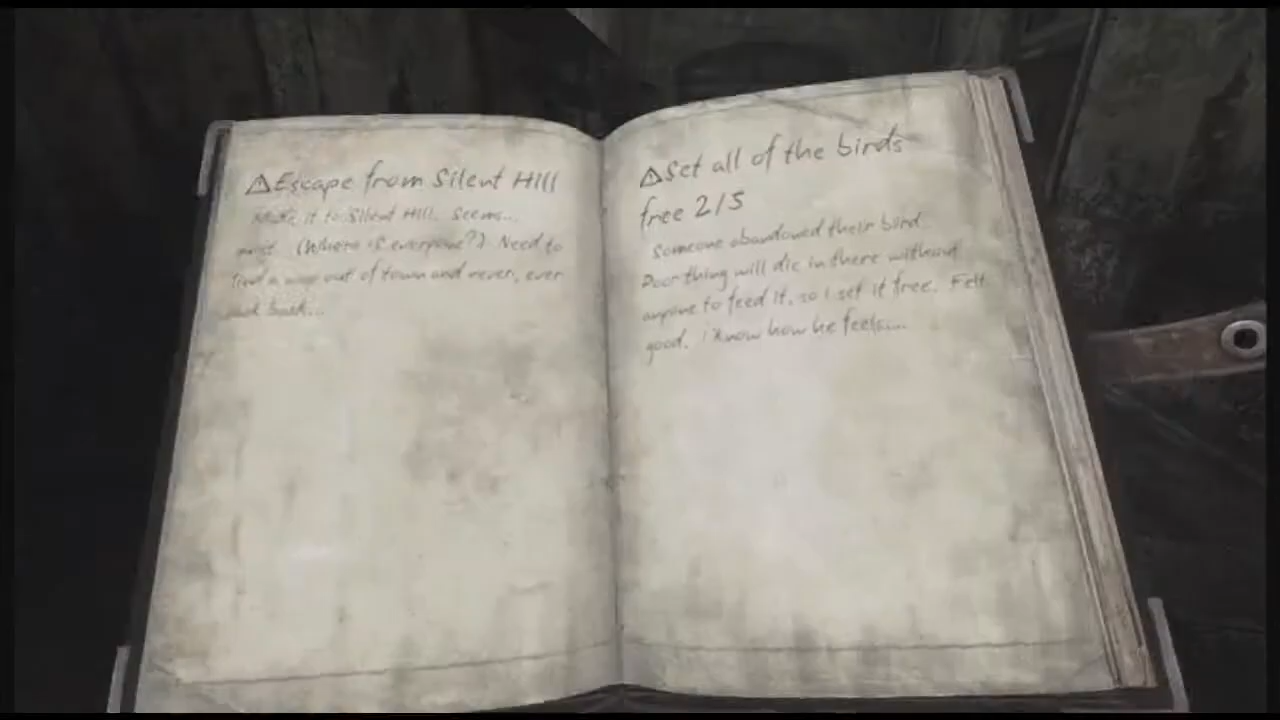 Escape from Silent Hill
Made it to Silent Hill. Seems...
(Where is everyone?) Need to
find a way out of town and never, ever
back...
Set all of the birds
free 2/5
Someone abandoned their bird.
Poor thing will die in there without
anyone to feed it, so I set it free. Felt
good. I know how he feels....